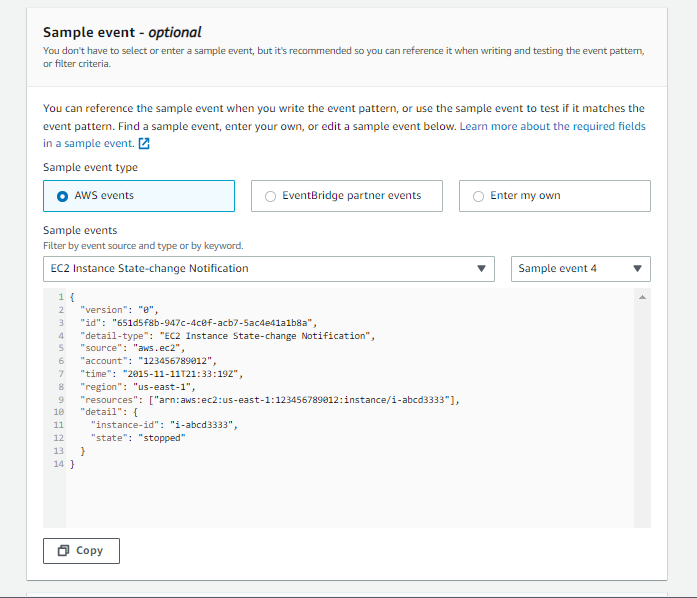 Sample event - optional
You don't have to select or enter a sample event, but it's recommended so you can reference it when writing and testing the event pattern,
or filter criteria.
You can reference the sample event when you write the event pattern, or use the sample event to test if it matches the
event pattern. Find a sample event, enter your own, or edit a sample event below. Learn more about the required fields
in a sample event.
Sample event type
AWS events
EventBridge partner events
Enter my own
Sample events
Filter by event source and type or by keyword.
EC2 Instance State-change Notification
Sample event 4
1 {
2 "version": "0",
3 "id": "651d5f8b-947c-4c0f-acb7-5ac4e41a1b8a",
4 "detail-type": "EC2 Instance State-change Notification",
5 "source": "aws.ec2",
6 "account": "123456789012",
7 "time": "2015-11-11T21:33:19Z",
8 "region": "us-east-1",
9 "resources": ["arn:aws:ec2:us-east-1:123456789012:instance/i-abcd3333"],
10 "detail": {
11 "instance-id": "i-abcd3333",
12 "state": "stopped"
13 }
14 }
Copy